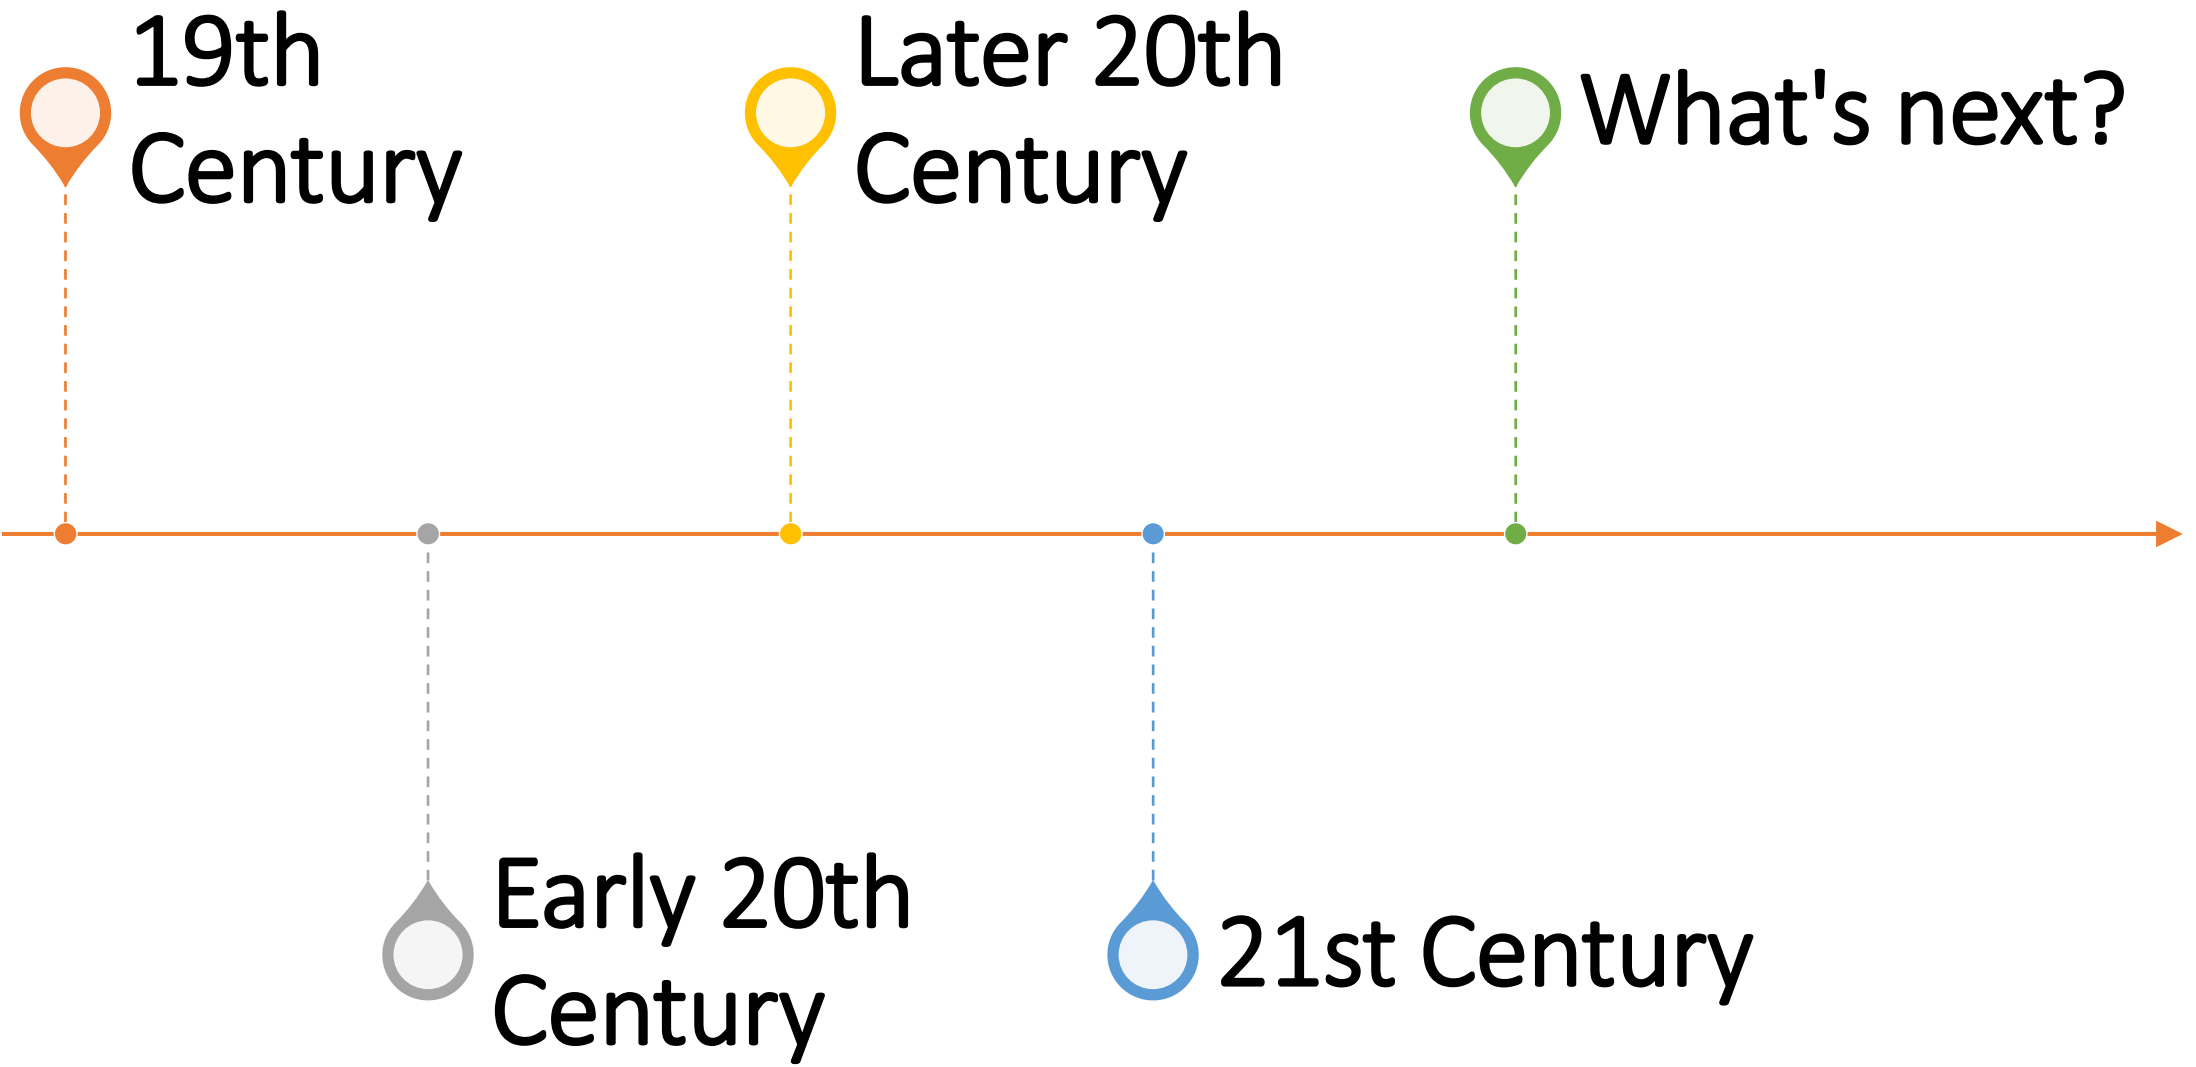 19th
Century
Early 20th
Century
Later 20th
Century
21st Century
What's next?